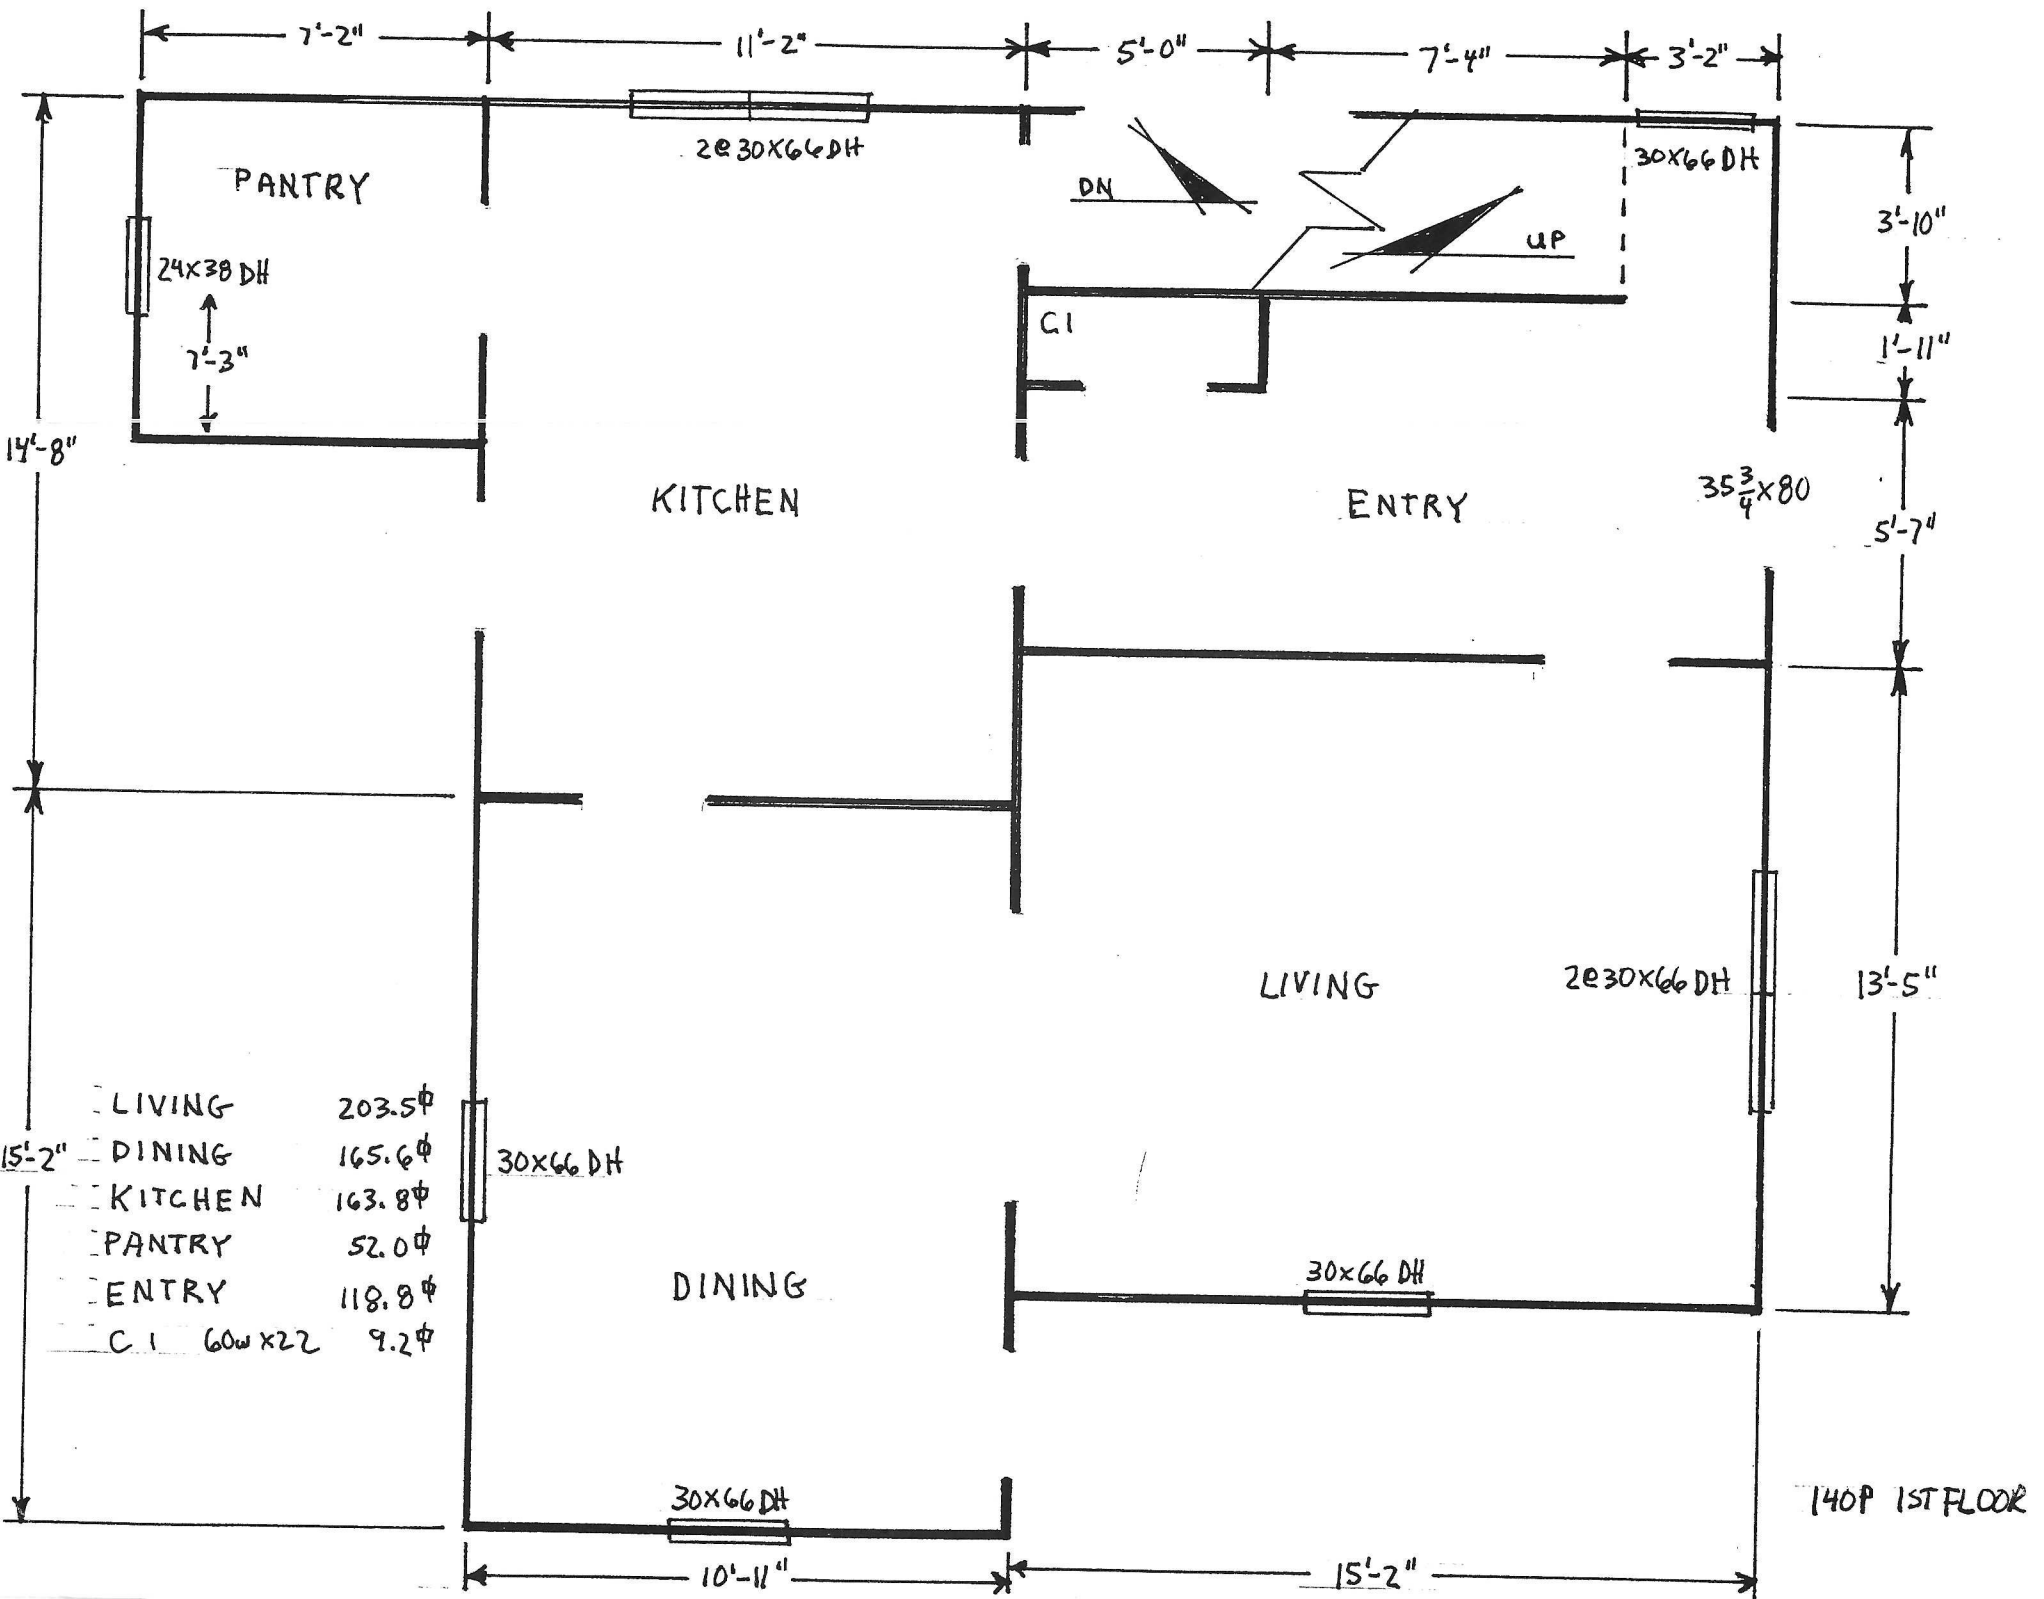 7'-2" 11'-2" 5'-0" 7'-4" 3'-2"
2@30X66DH
30X66DH
PANTRY
DN
UP
3'-10"
24X38DH
7'-3"
C1
1'-11"
14'-8"
KITCHEN
ENTRY
35 3/4 X80
5'-7"
LIVING
2@30X66DH
13'-5"
LIVING 203.5⌽
DINING 165.6⌽
KITCHEN 163.8⌽
PANTRY 52.0⌽
ENTRY 118.8⌽
C1 60wX22 9.2⌽
15'-2"
30X66DH
DINING
30X66DH
30X66DH
140P 1ST FLOOR
10'-11" 15'-2"